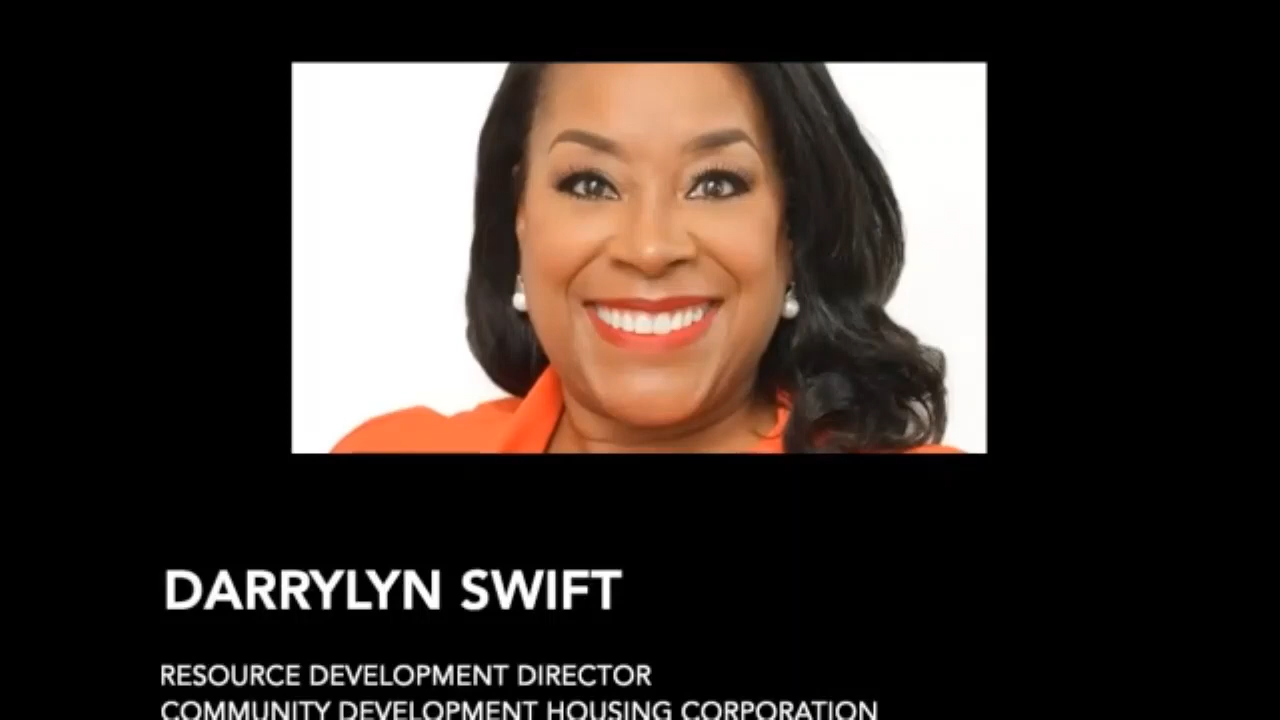 DARRYLYN SWIFT
RESOURCE DEVELOPMENT DIRECTOR
COMMUNITY DEVELOPMENT HOUSING CORPORATION